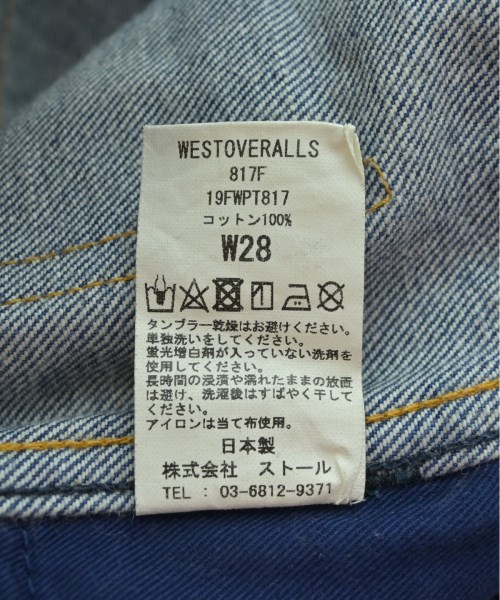 WESTOVERALLS
817F
19FWPT817
コットン100%
W28
タンブラー乾燥はお避けください。
単独洗いをしてください。
蛍光増白剤が入っていない洗剤を
使用してください。
長時間の浸漬や濡れたままの放置
は避け、洗濯後はすばやく干して
ください。
アイロンは当て布使用。
日本製
株式会社 ストール
TEL : 03-6812-9371